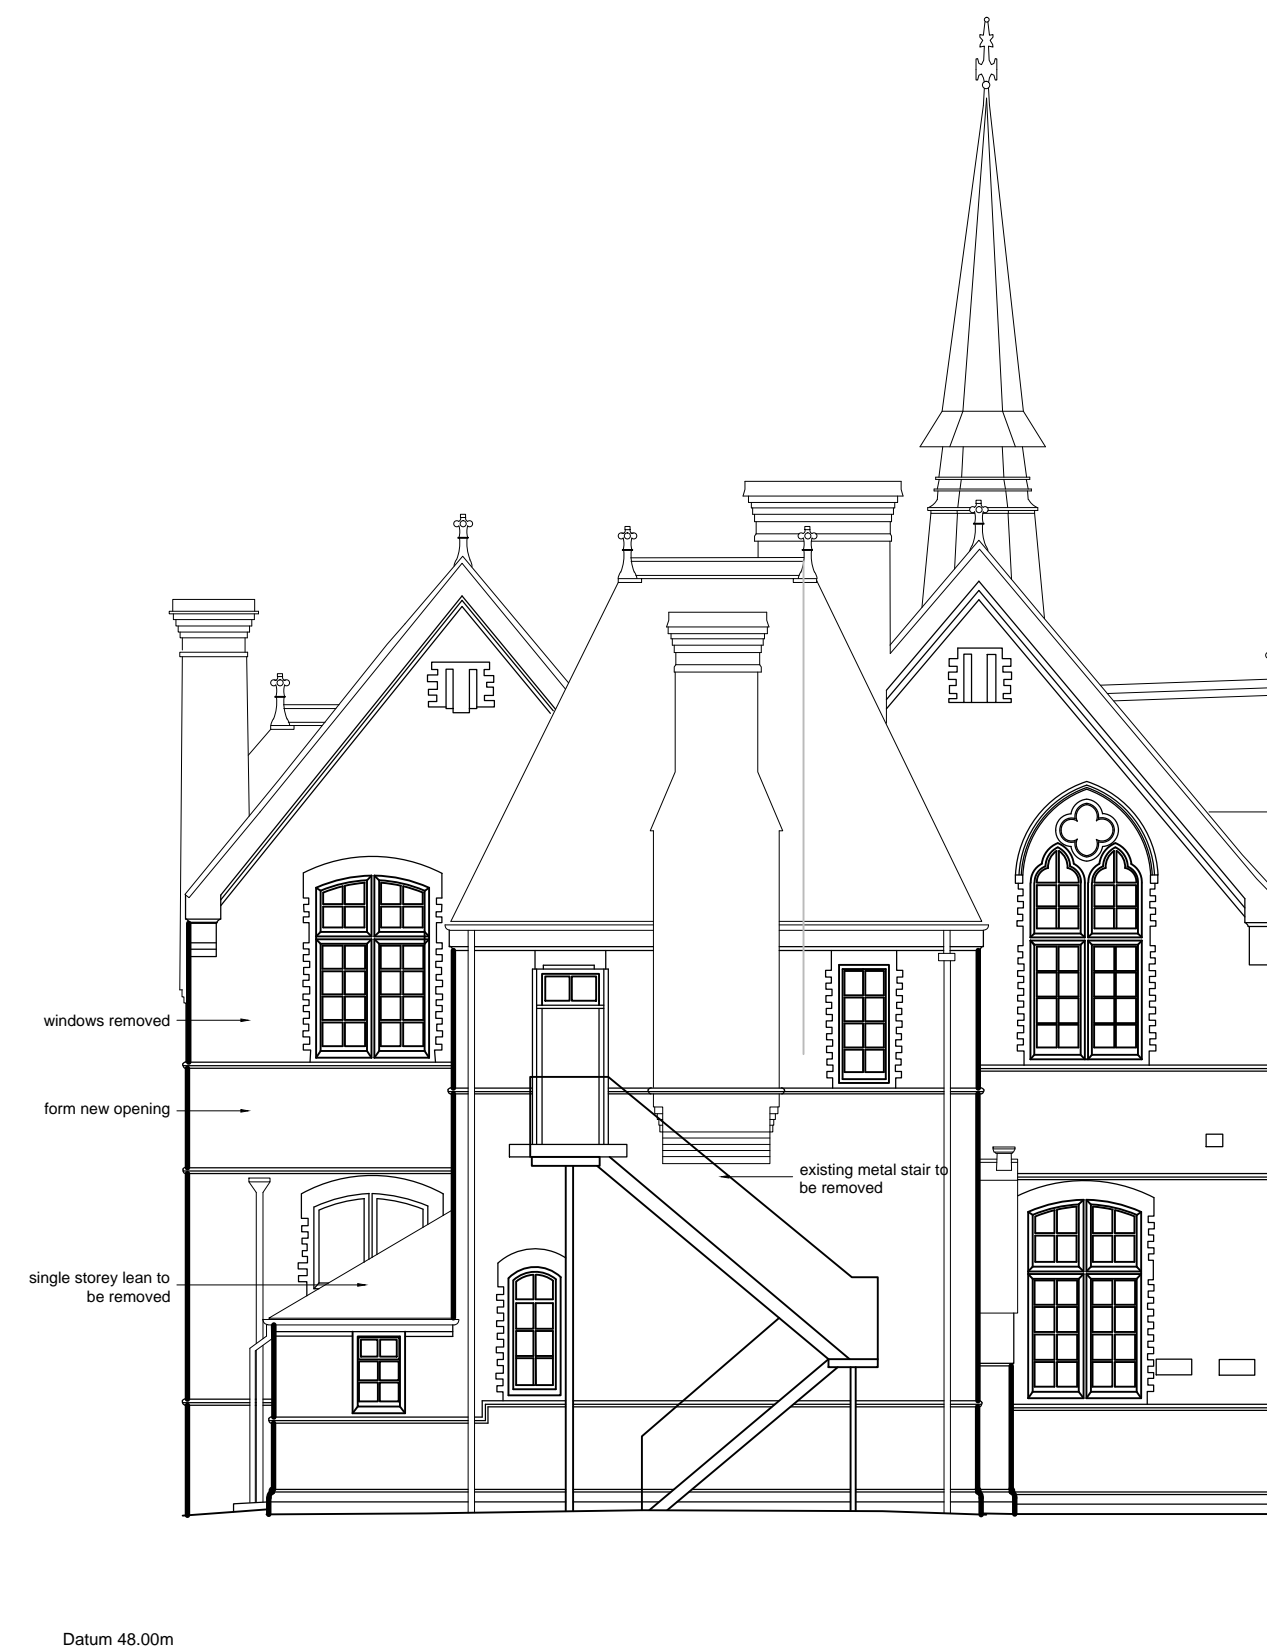 windows removed
form new opening
existing metal stair to
be removed
single storey lean to
be removed
Datum 48.00m